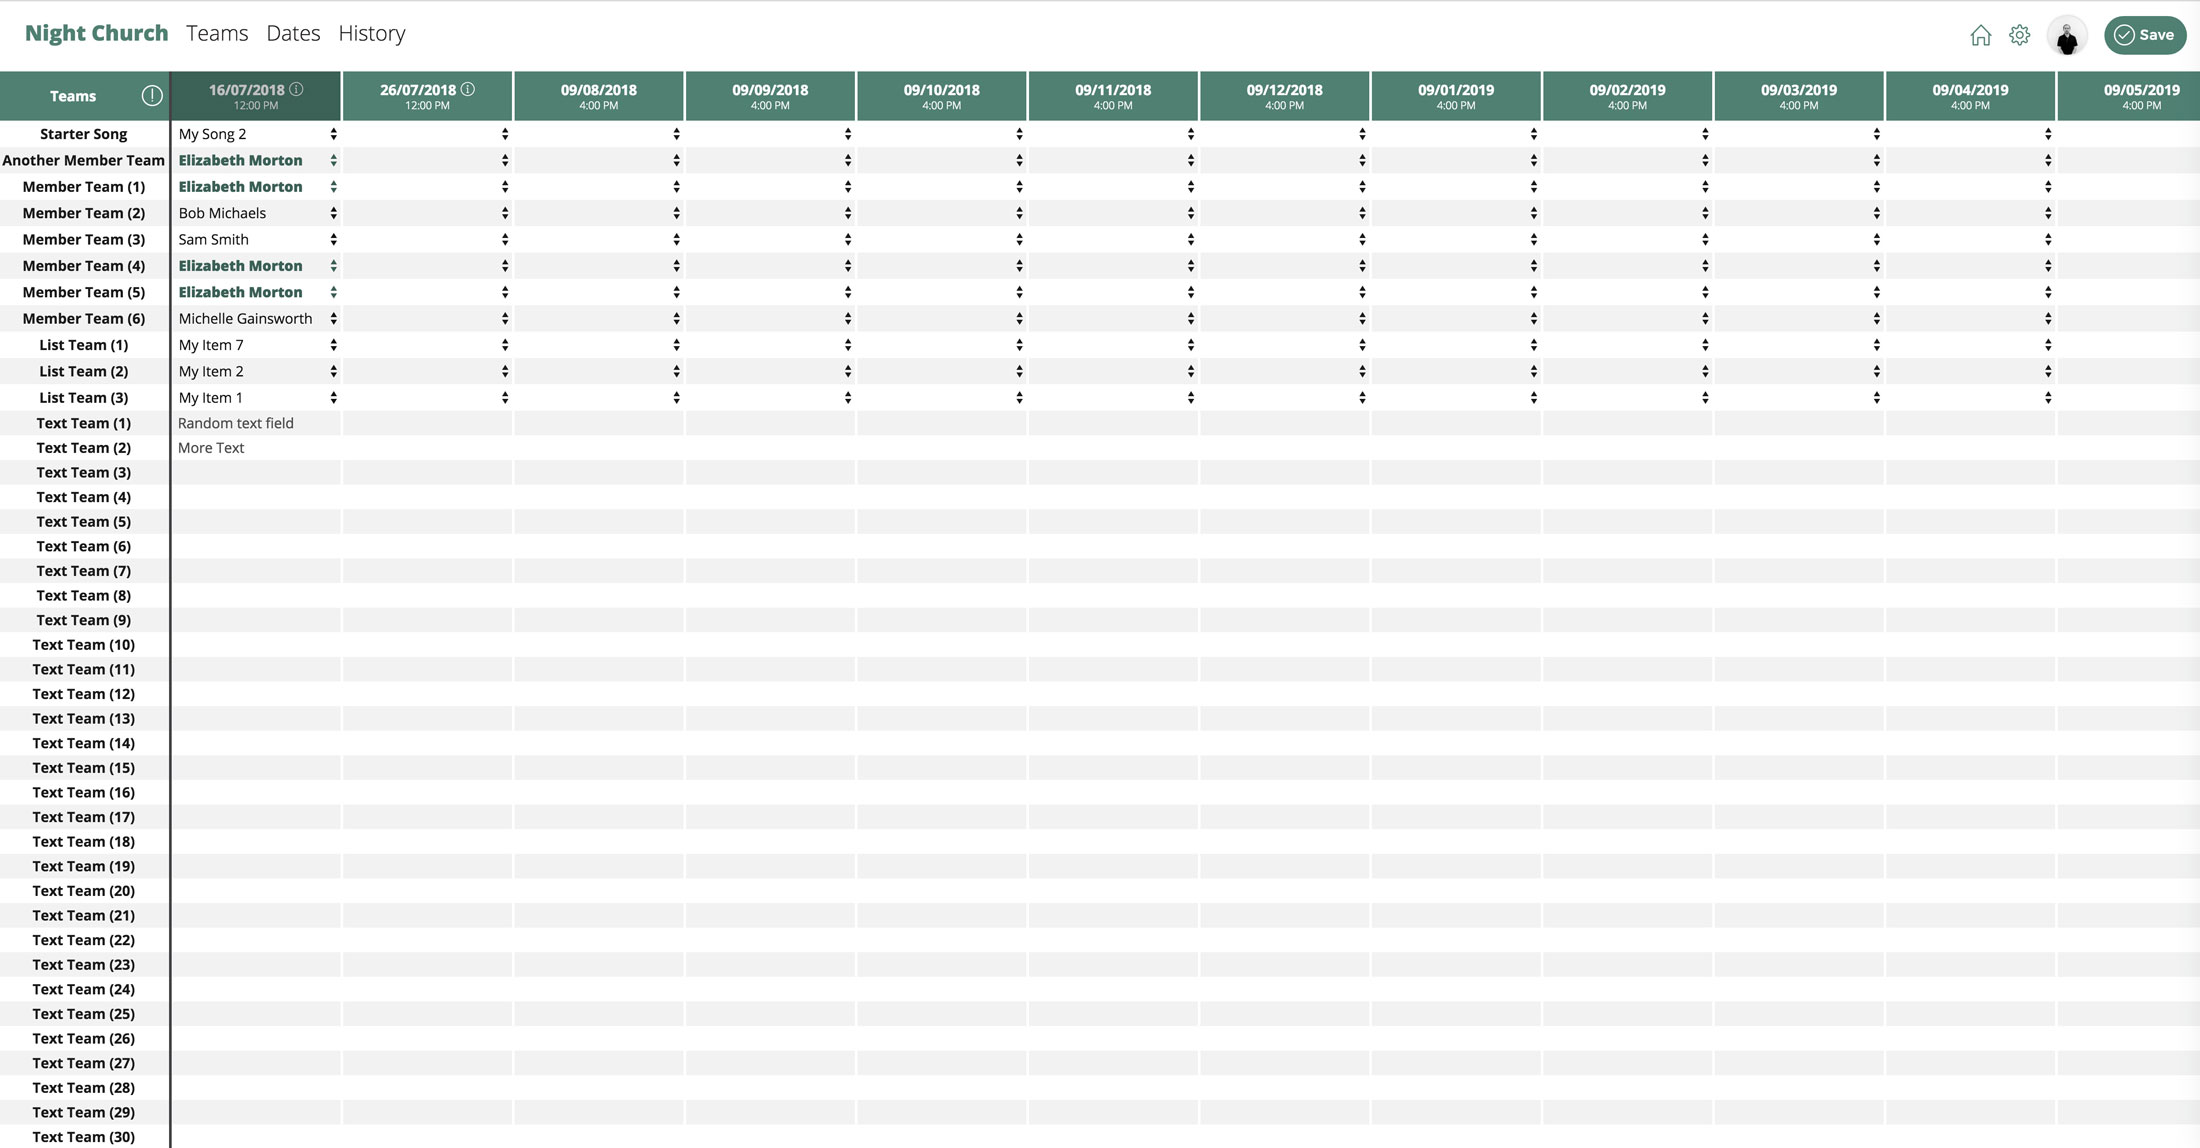 Night Church Teams Dates History Save
Teams 16/07/2018 26/07/2018 09/08/2018 09/09/2018 09/10/2018 09/11/2018 09/12/2018 09/01/2019 09/02/2019 09/03/2019 09/04/2019 09/05/2019
12:00 PM 12:00 PM 4:00 PM 4:00 PM 4:00 PM 4:00 PM 4:00 PM 4:00 PM 4:00 PM 4:00 PM 4:00 PM 4:00 PM
Starter Song My Song 2
Another Member Team Elizabeth Morton
Member Team (1) Elizabeth Morton
Member Team (2) Bob Michaels
Member Team (3) Sam Smith
Member Team (4) Elizabeth Morton
Member Team (5) Elizabeth Morton
Member Team (6) Michelle Gainsworth
List Team (1) My Item 7
List Team (2) My Item 2
List Team (3) My Item 1
Text Team (1) Random text field
Text Team (2) More Text
Text Team (3)
Text Team (4)
Text Team (5)
Text Team (6)
Text Team (7)
Text Team (8)
Text Team (9)
Text Team (10)
Text Team (11)
Text Team (12)
Text Team (13)
Text Team (14)
Text Team (15)
Text Team (16)
Text Team (17)
Text Team (18)
Text Team (19)
Text Team (20)
Text Team (21)
Text Team (22)
Text Team (23)
Text Team (24)
Text Team (25)
Text Team (26)
Text Team (27)
Text Team (28)
Text Team (29)
Text Team (30)